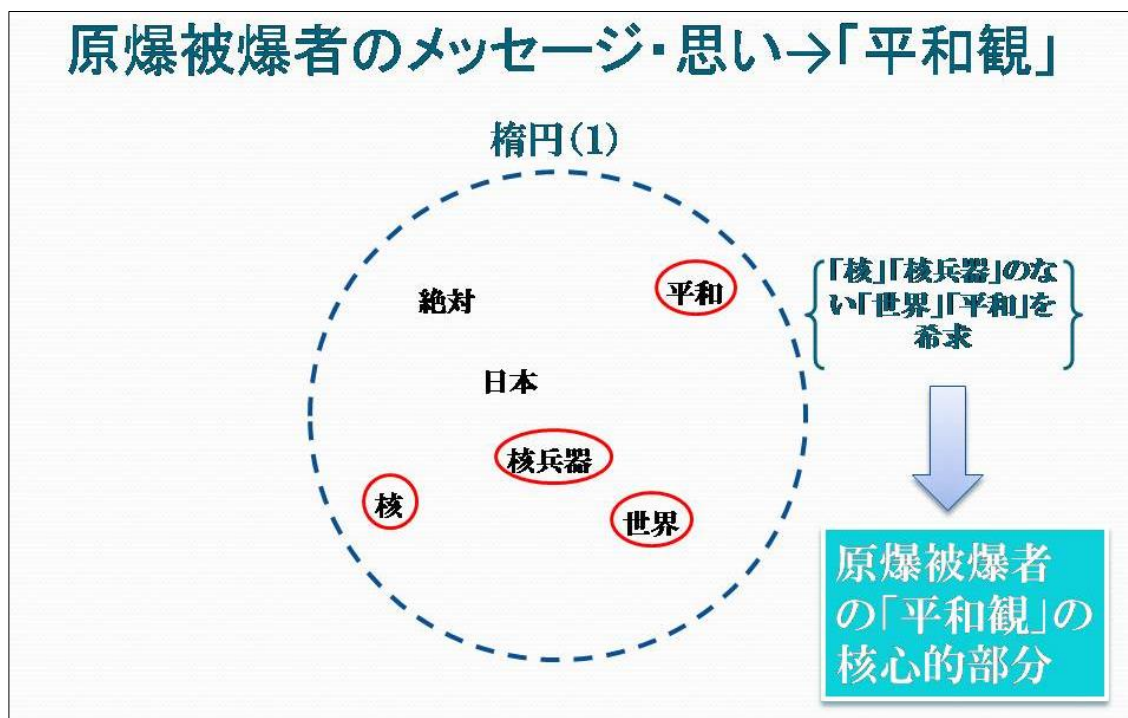 原爆被爆者のメッセージ・思い→「平和観」
楕円(1)
絶対
平和
日本
核兵器
核
世界
「核」「核兵器」のな
い「世界」「平和」を
希求
原爆被爆者
の「平和観」の
核心的部分